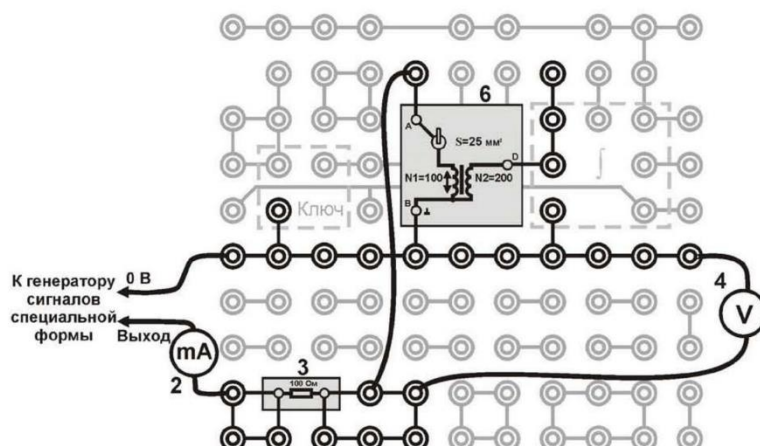 6
A
S=25 мм²
D
N1=100
N2=200
∫
B
Ключ
0 В
К генератору
сигналов
специальной
формы
Выход
4
V
mA
2
3
100 Ом